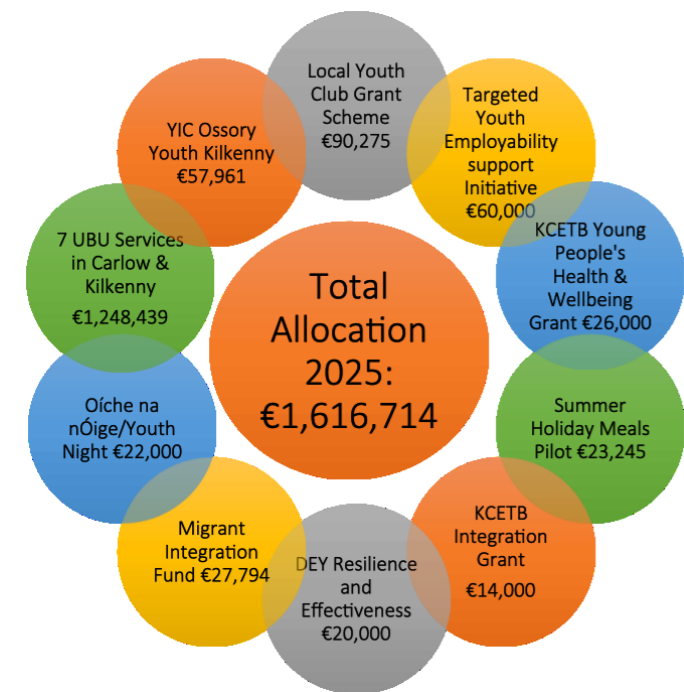 Local Youth
Club Grant
Scheme
€90,275
Targeted
Youth
Employability
support
Initiative
€60,000
KCETB Young
People's
Health &
Wellbeing
Grant €26,000
Summer
Holiday Meals
Pilot €23,245
KCETB
Integration
Grant
€14,000
DEY Resilience
and
Effectiveness
€20,000
Migrant
Integration
Fund €27,794
Oíche na
nÓige/Youth
Night €22,000
7 UBU Services
in Carlow &
Kilkenny
€1,248,439
YIC Ossory
Youth Kilkenny
€57,961
Total
Allocation
2025:
€1,616,714